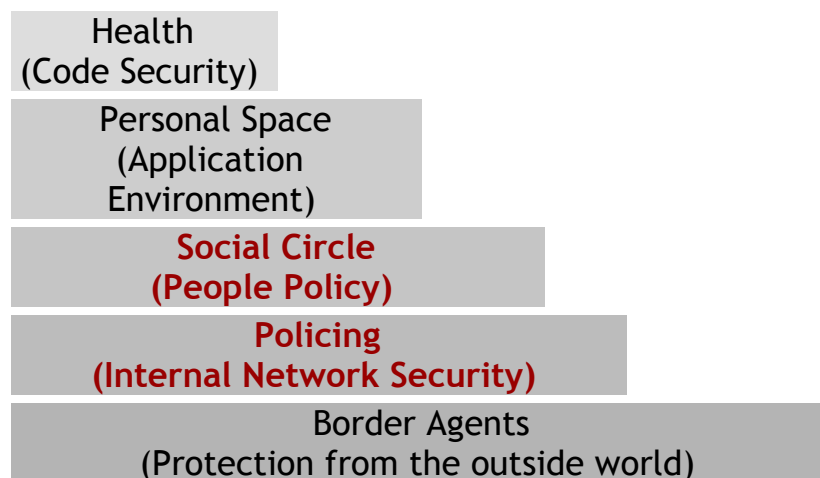 Health
(Code Security)
Personal Space
(Application
Environment)
Social Circle
(People Policy)
Policing
(Internal Network Security)
Border Agents
(Protection from the outside world)